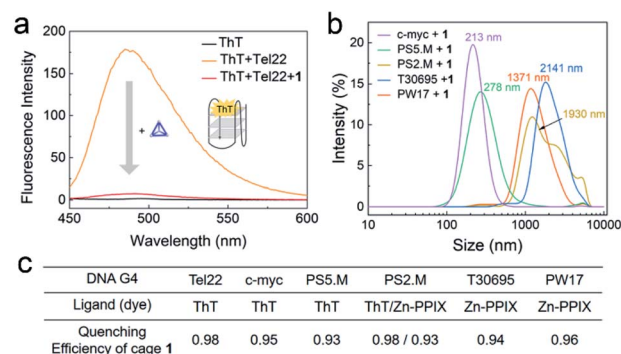 a
ThT
ThT+Tel22
ThT+Tel22+1
ThT
+
Fluorescence Intensity
200
150
100
50
0
450
500
550
600
Wavelength (nm)
b
c-myc + 1
PS5.M + 1
PS2.M + 1
T30695 +1
PW17 + 1
213 nm
278 nm
2141 nm
1371 nm
1930 nm
Intensity (%)
20
15
10
5
0
10
100
1000
10000
Size (nm)
c
DNA G4 Tel22 c-myc PS5.M PS2.M T30695 PW17
Ligand (dye) ThT ThT ThT ThT/Zn-PPIX Zn-PPIX Zn-PPIX
Quenching
Efficiency of cage 1 0.98 0.95 0.93 0.98 / 0.93 0.94 0.96